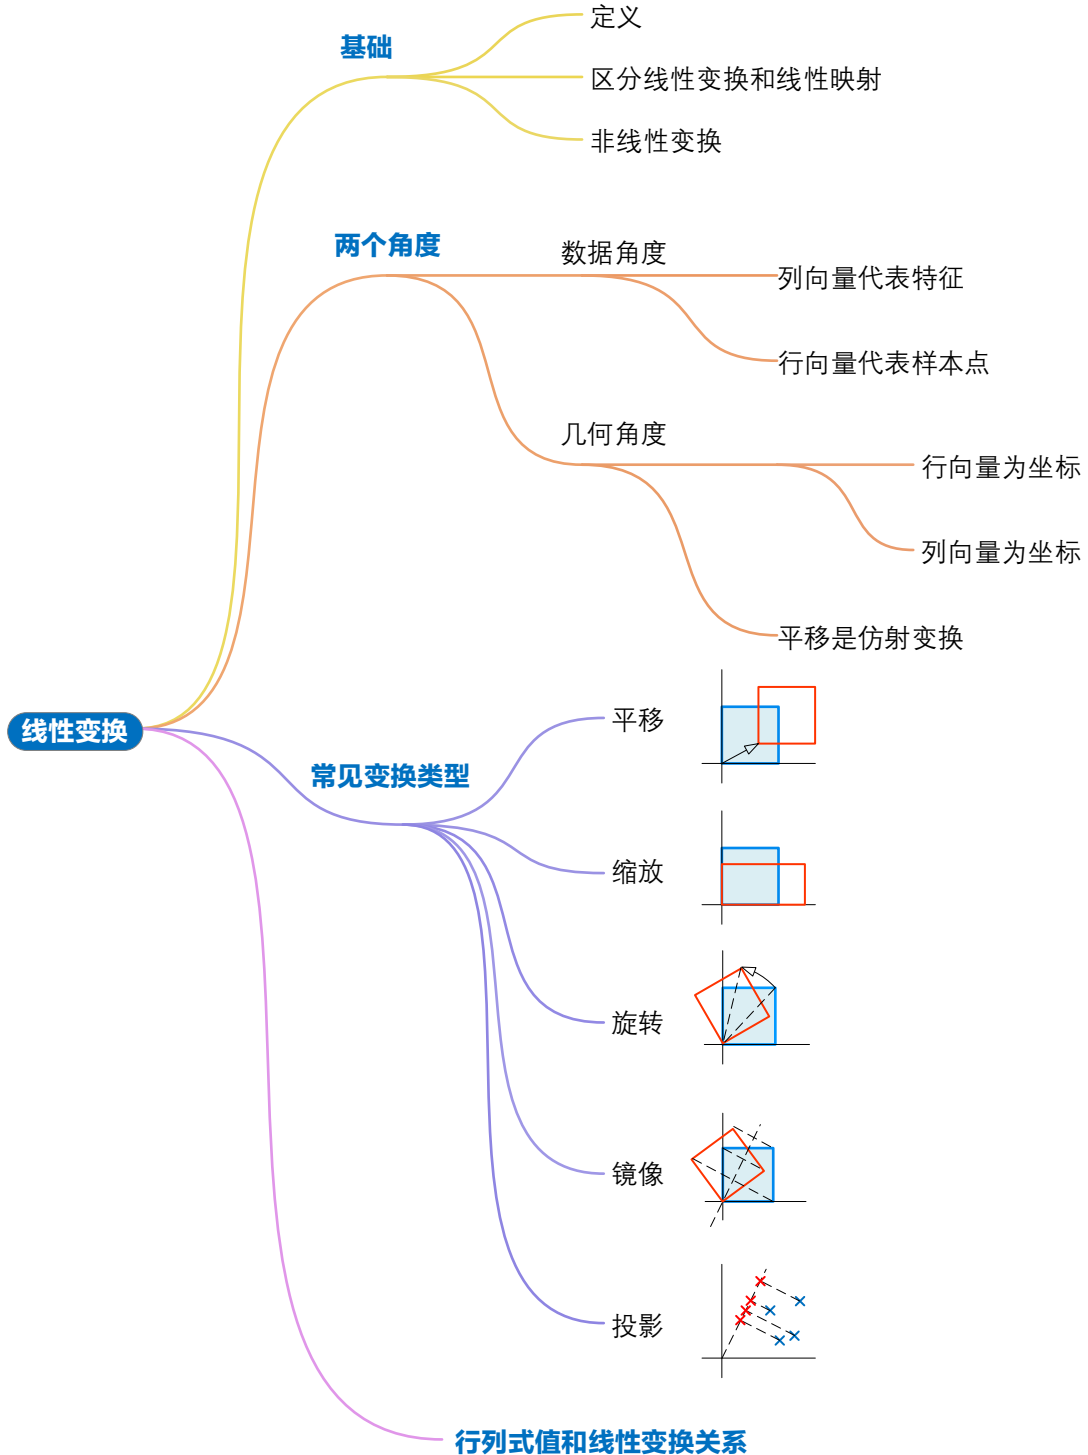 线性变换
基础
定义
区分线性变换和线性映射
非线性变换
两个角度
数据角度
列向量代表特征
行向量代表样本点
几何角度
行向量为坐标
列向量为坐标
平移是仿射变换
常见变换类型
平移
缩放
旋转
镜像
投影
行列式值和线性变换关系